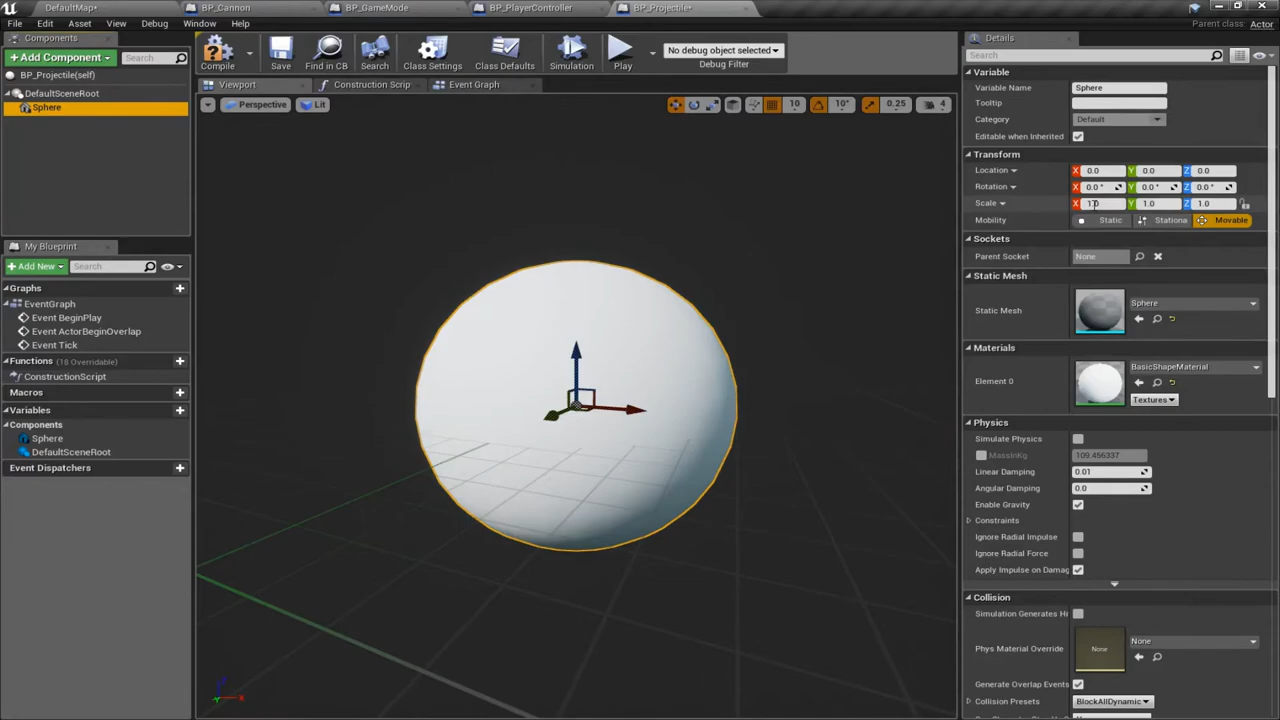 DefaultMap•
BP_Cannon
BP_GameMode
BP_PlayerController
BP_Projectile•
File Edit Asset View Debug Window Help
Parent class: Actor
Components
Add Component
Search
BP_Projectile(self)
DefaultSceneRoot
Sphere
Compile
Save
Find in CB
Search
Class Settings
Class Defaults
Simulation
Play
No debug object selected
Debug Filter
Viewport
Construction Script
Event Graph
Perspective
Lit
10
10°
0.25
4
My Blueprint
Add New
Search
Graphs
EventGraph
Event BeginPlay
Event ActorBeginOverlap
Event Tick
Functions (18 Overridable)
ConstructionScript
Macros
Variables
Components
Sphere
DefaultSceneRoot
Event Dispatchers
Details
Search
Variable
Variable Name Sphere
Tooltip
Category Default
Editable when Inherited
Transform
Location X 0.0 Y 0.0 Z 0.0
Rotation X 0.0 ° Y 0.0 ° Z 0.0 °
Scale X 1.0 Y 1.0 Z 1.0
Mobility Static Stationa Movable
Sockets
Parent Socket None
Static Mesh
Static Mesh Sphere
Materials
Element 0 BasicShapeMaterial
Textures
Physics
Simulate Physics
MassInKg 109.456337
Linear Damping 0.01
Angular Damping 0.0
Enable Gravity
Constraints
Ignore Radial Impulse
Ignore Radial Force
Apply Impulse on Damag
Collision
Simulation Generates Hi
Phys Material Override None None
Generate Overlap Events
Collision Presets BlockAllDynamic